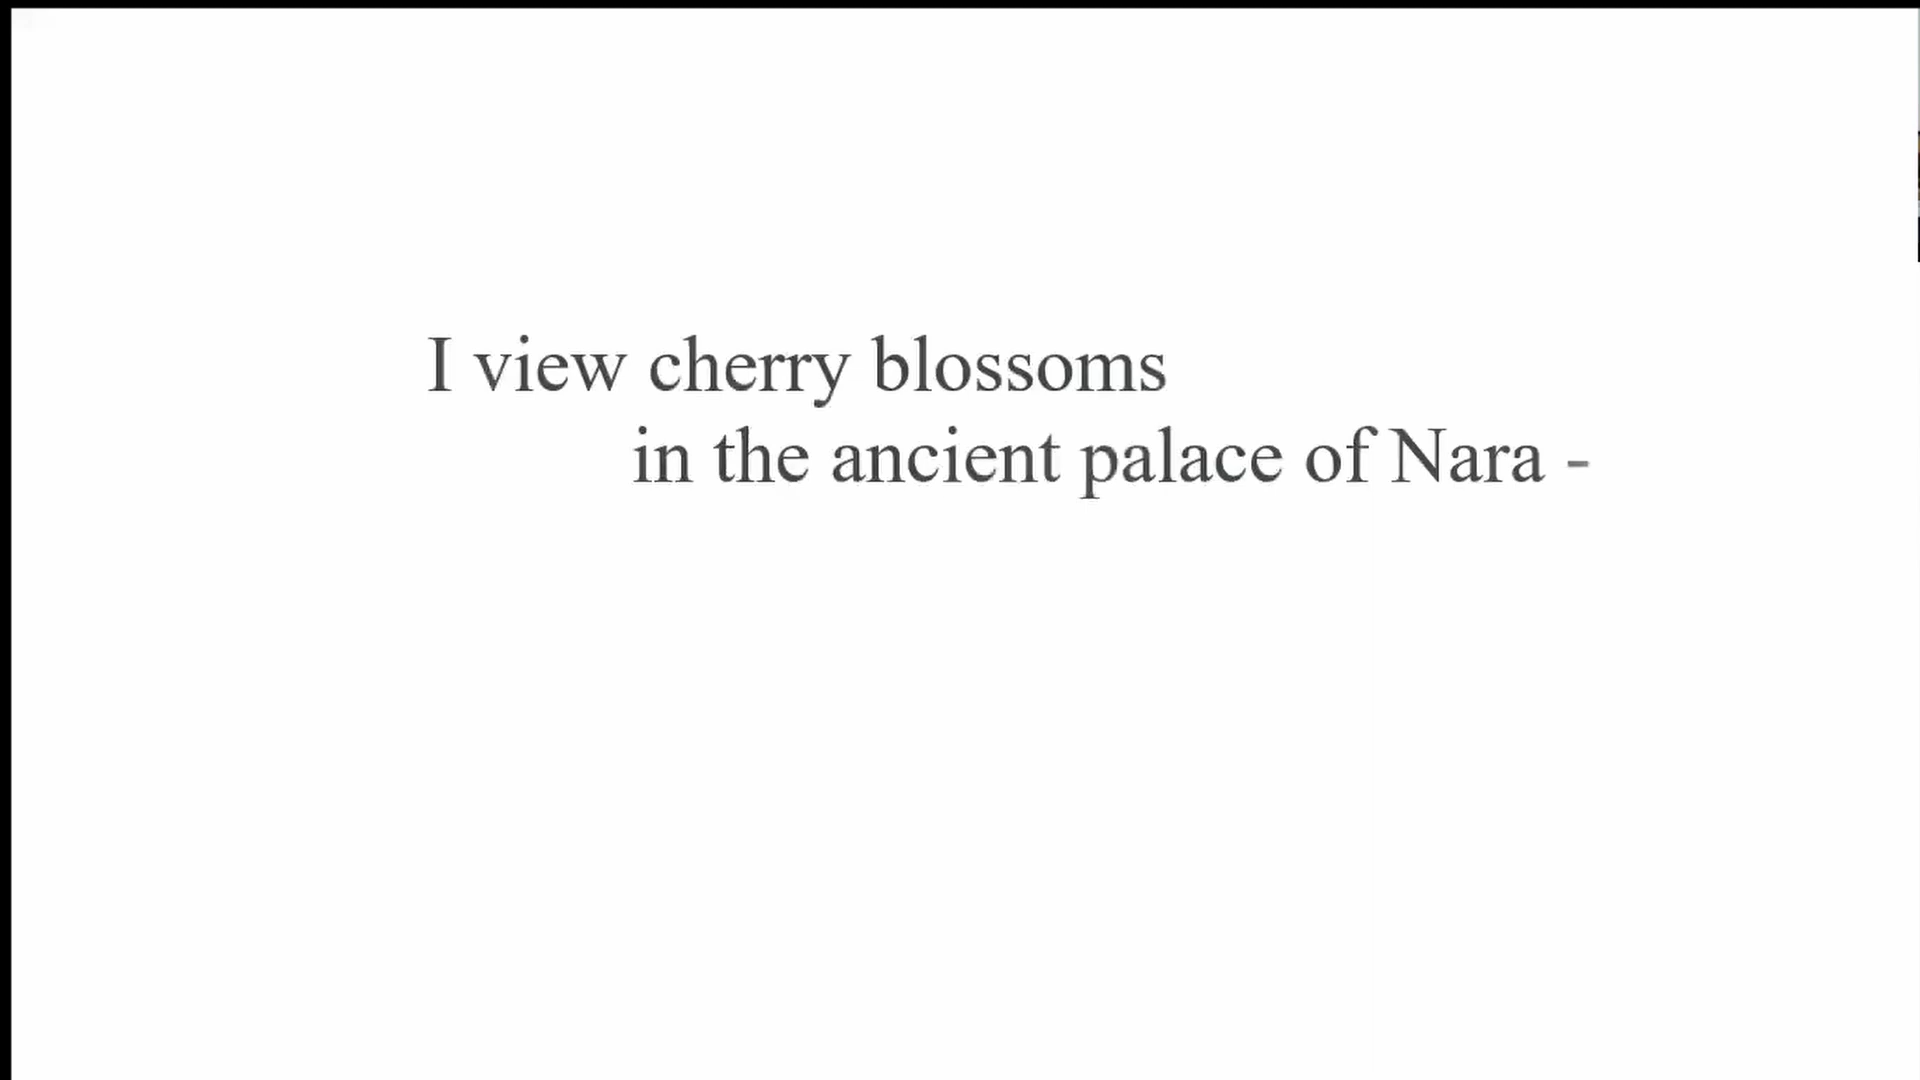 I view cherry blossoms
in the ancient palace of Nara -